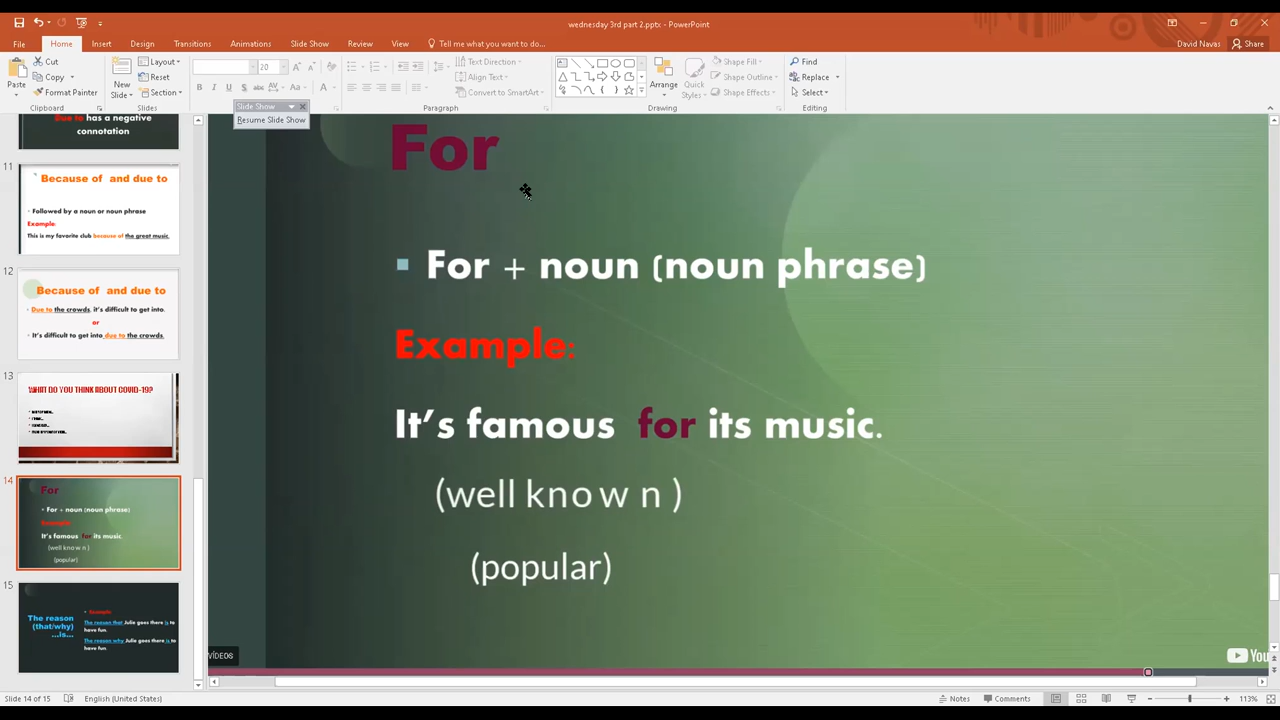 wednesday 3rd part 2.pptx - PowerPoint
File Home Insert Design Transitions Animations Slide Show Review View Tell me what you want to do... David Navas Share
Cut Layout Text Direction Shape Fill Find
Copy Reset Align Text Shape Outline Replace
Format Painter Section Convert to SmartArt Shape Effects Select
Paste New Slide 20 Arrange Quick Styles
Clipboard Slides Paragraph Drawing Editing
Slide Show
Resume Slide Show
Due to has a negative
connotation
11
Because of and due to
Followed by a noun or noun phrase
Example:
This is my favorite club because of the great music.
12
Because of and due to
Due to the crowds, it's difficult to get into.
or
It's difficult to get into due to the crowds.
13
WHAT DO YOU THINK ABOUT COVID-19?
14
For
For + noun (noun phrase)
Example:
It's famous for its music.
(well kno w n )
(popular)
15
The reason
(that/why)
...is...
Example:
The reason that Julie goes there is to
have fun.
The reason why Julie goes there is to
have fun.
For
For + noun (noun phrase)
Example:
It's famous for its music.
(well kno w n )
(popular)
VÍDEOS
You
Slide 14 of 15 English (United States) Notes Comments 113%